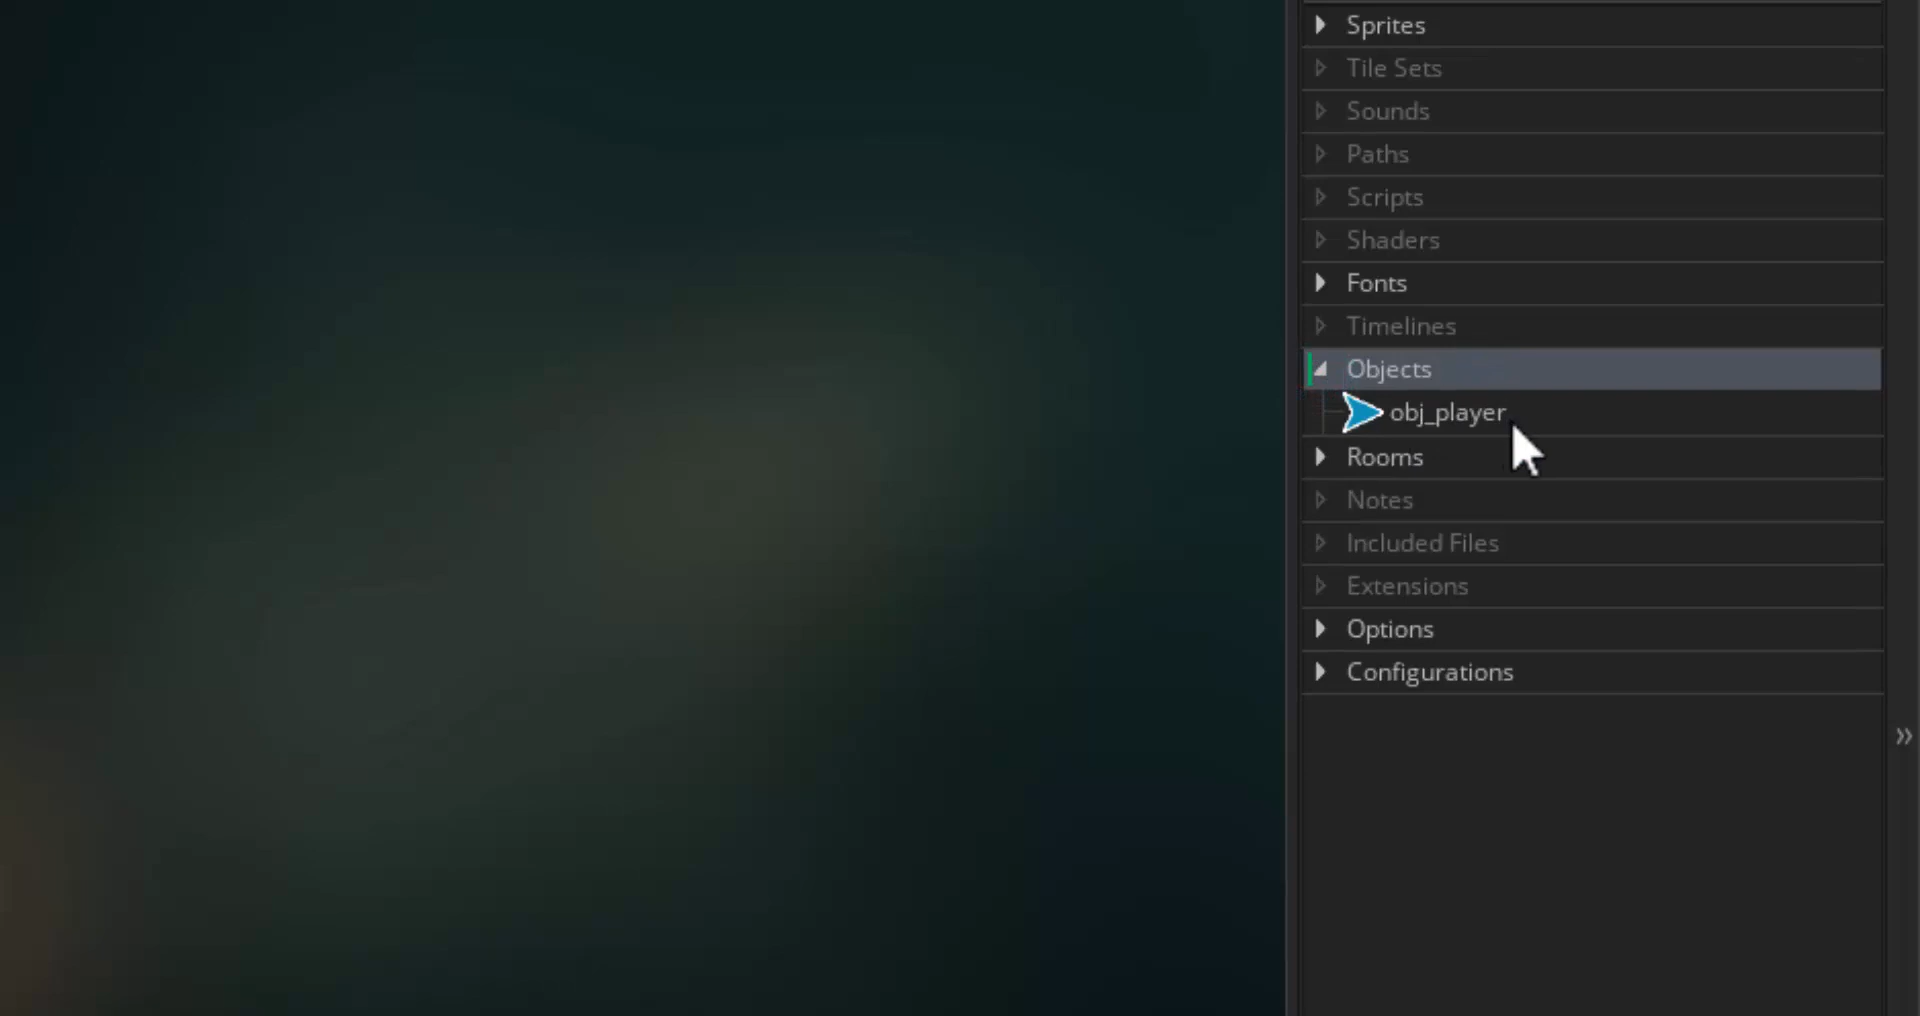 Sprites
Tile Sets
Sounds
Paths
Scripts
Shaders
Fonts
Timelines
Objects
obj_player
Rooms
Notes
Included Files
Extensions
Options
Configurations